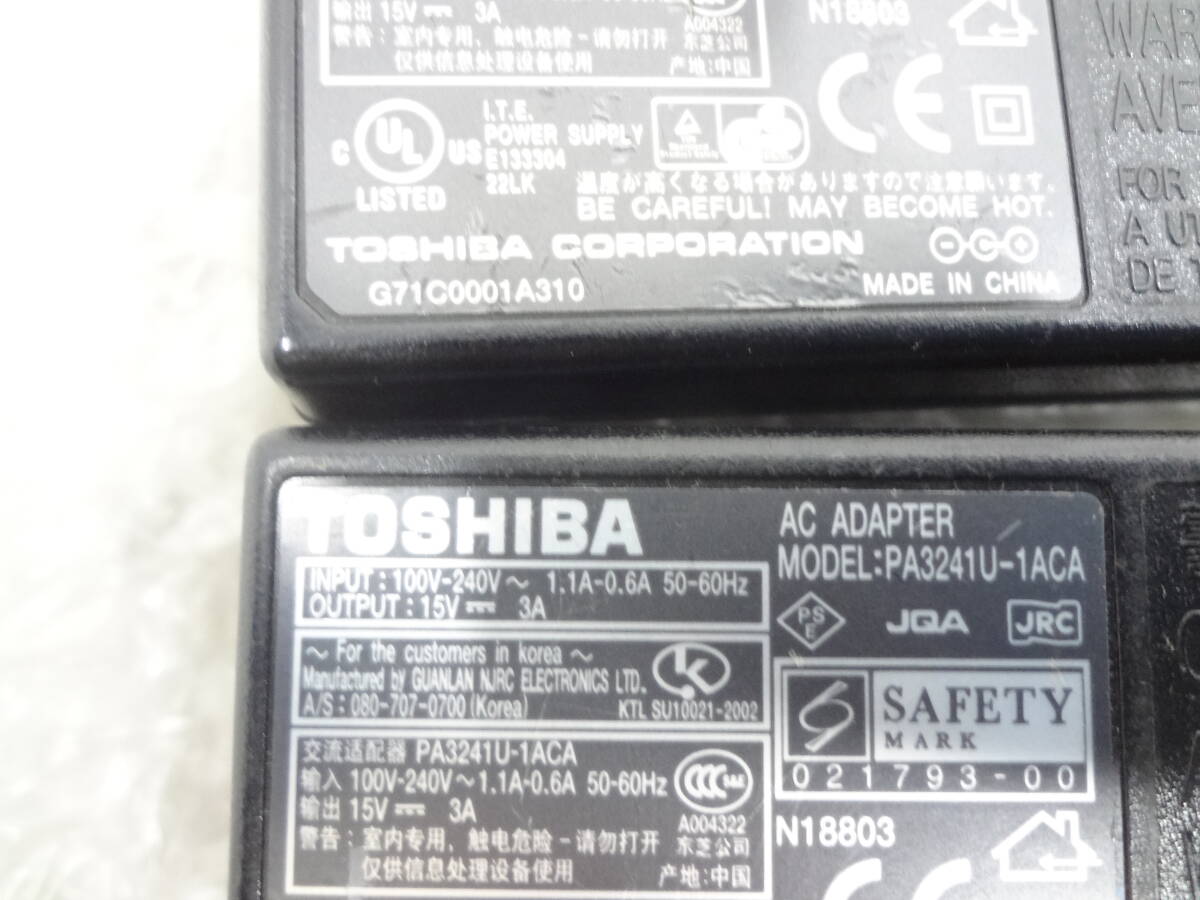 输出 15V⎓ 3A
警告：室内专用，触电危险－请勿打开
仅供信息处理设备使用
A004322
东芝公司
产地：中国
N18803
CE
C UL US
LISTED
I.T.E.
POWER SUPPLY
E133304
22LK
温度が高くなる場合がありますので注意願います。
BE CAREFUL! MAY BECOME HOT.
TOSHIBA CORPORATION
G71C0001A310
MADE IN CHINA
FOR
A
DE
TOSHIBA
INPUT : 100V-240V～ 1.1A-0.6A 50-60Hz
OUTPUT : 15V⎓ 3A
～ For the customers in korea ～
Manufactured by GUANLAN NJRC ELECTRONICS LTD.
A/S : 080-707-0700 (Korea)
KTL SU10021-2002
交流适配器 PA3241U-1ACA
输入 100V-240V～1.1A-0.6A 50-60Hz
输出 15V⎓ 3A
警告：室内专用，触电危险－请勿打开
仅供信息处理设备使用
CCC S&E
A004322
东芝公司
产地：中国
AC ADAPTER
MODEL:PA3241U-1ACA
PSE
JQA
JRC
SAFETY
MARK
021793-00
N18803